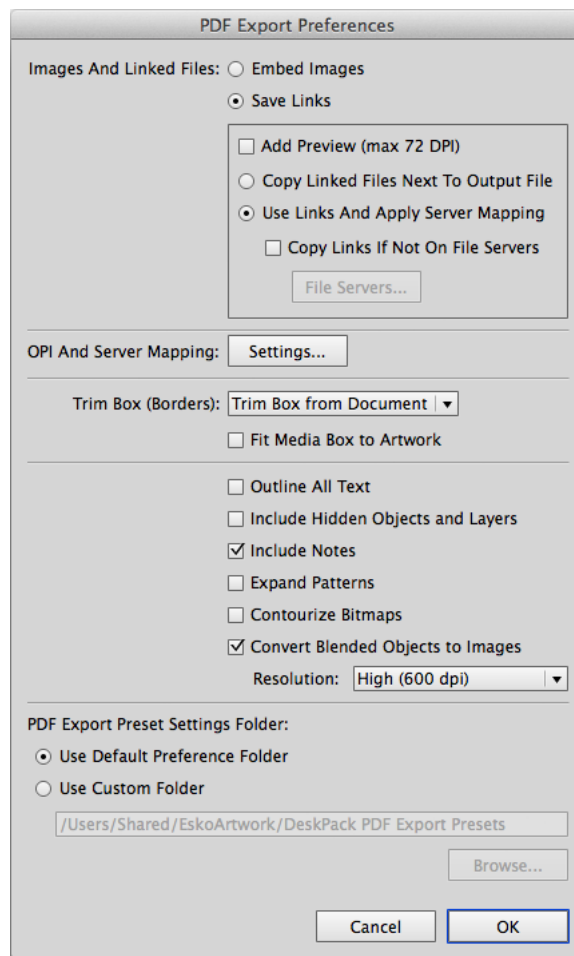 PDF Export Preferences
Images And Linked Files: Embed Images
Save Links
Add Preview (max 72 DPI)
Copy Linked Files Next To Output File
Use Links And Apply Server Mapping
Copy Links If Not On File Servers
File Servers...
OPI And Server Mapping: Settings...
Trim Box (Borders): Trim Box from Document
Fit Media Box to Artwork
Outline All Text
Include Hidden Objects and Layers
Include Notes
Expand Patterns
Contourize Bitmaps
Convert Blended Objects to Images
Resolution: High (600 dpi)
PDF Export Preset Settings Folder:
Use Default Preference Folder
Use Custom Folder
/Users/Shared/EskoArtwork/DeskPack PDF Export Presets
Browse...
Cancel OK